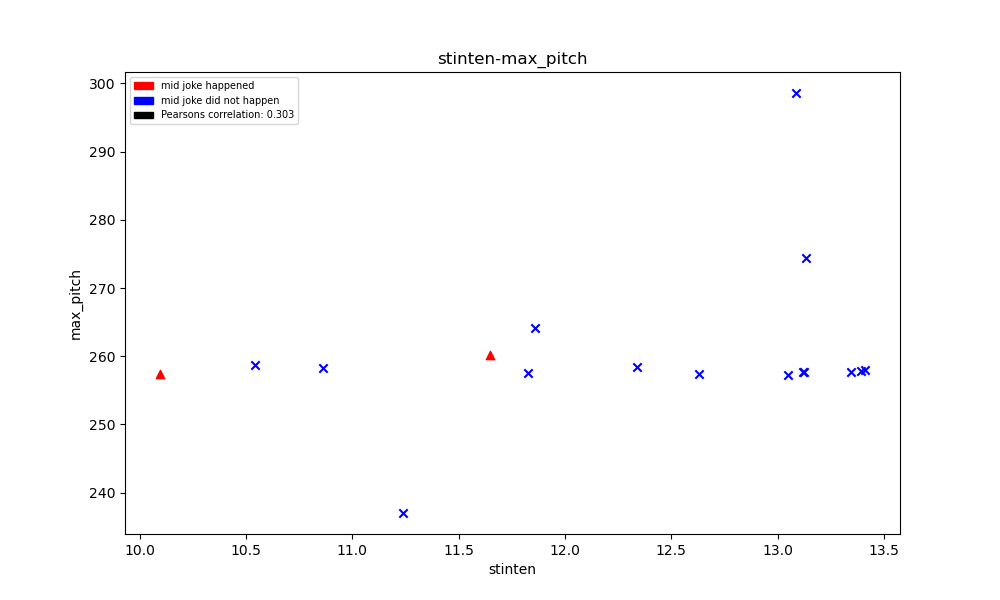 stinten-max_pitch
mid joke happened
mid joke did not happen
Pearsons correlation: 0.303
300
290
280
270
260
250
240
max_pitch
10.0 10.5 11.0 11.5 12.0 12.5 13.0 13.5
stinten